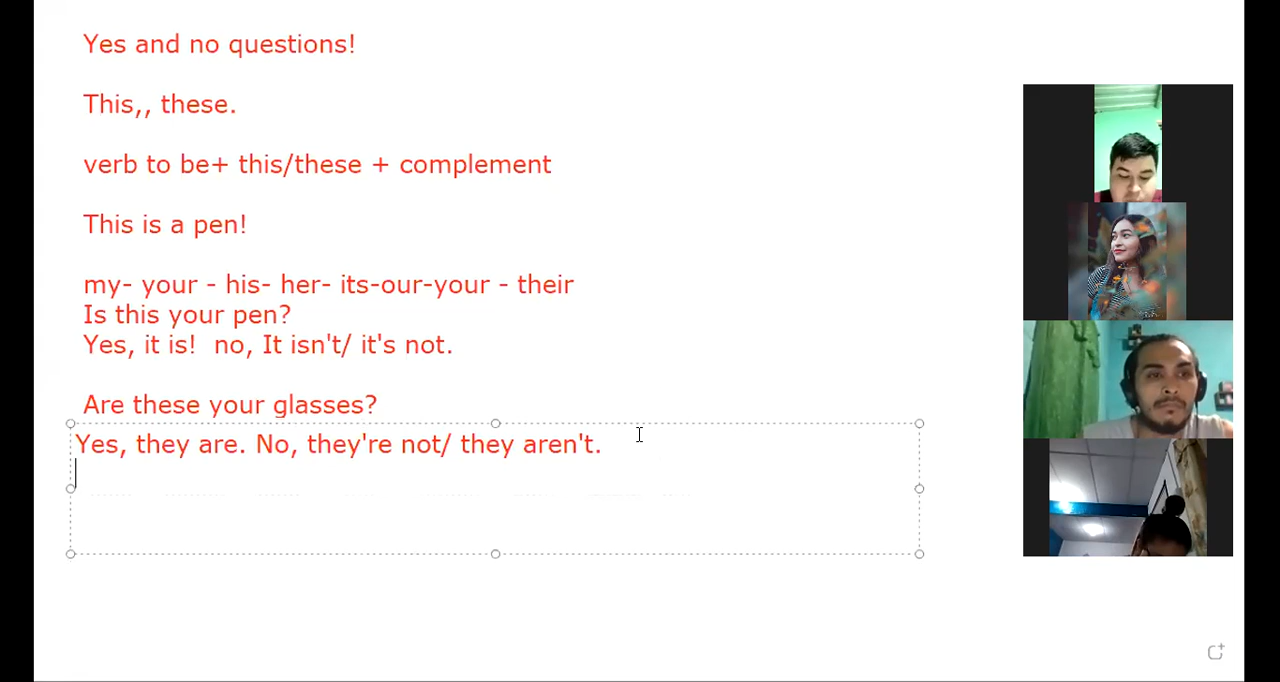 Yes and no questions!
This,, these.
verb to be+ this/these + complement
This is a pen!
my- your - his- her- its-our-your - their
Is this your pen?
Yes, it is!  no, It isn't/ it's not.
Are these your glasses?
Yes, they are. No, they're not/ they aren't.